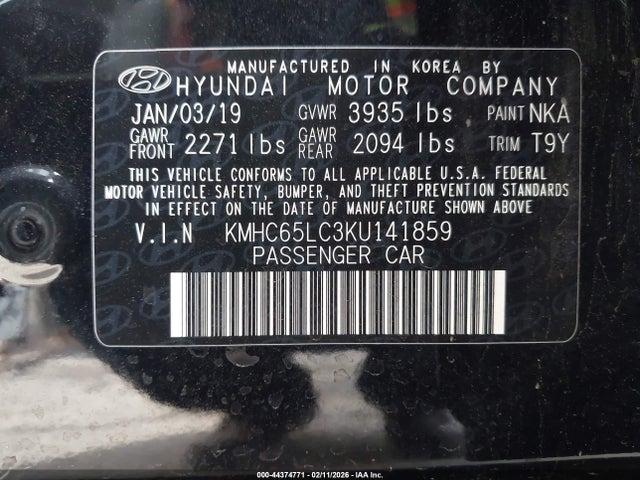 MANUFACTURED IN KOREA BY
HYUNDAI MOTOR COMPANY
JAN/03/19 GVWR 3935 lbs PAINT NKA
GAWR FRONT 2271 lbs GAWR REAR 2094 lbs TRIM T9Y
THIS VEHICLE CONFORMS TO ALL APPLICABLE U.S.A. FEDERAL
MOTOR VEHICLE SAFETY, BUMPER, AND THEFT PREVENTION STANDARDS
IN EFFECT ON THE DATE OF MANUFACTURE SHOWN ABOVE
V.I.N KMHC65LC3KU141859
PASSENGER CAR
000-44374771 - 02/11/2026 - IAA Inc.